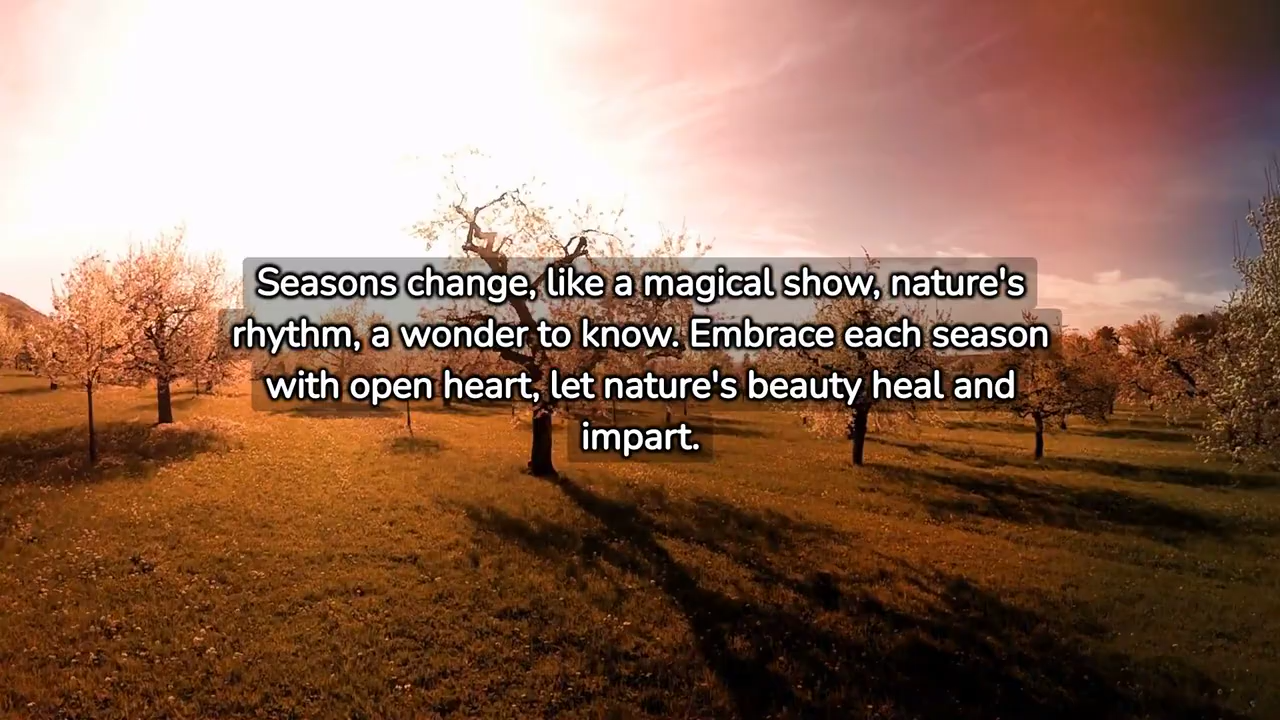 Seasons change, like a magical show, nature's
rhythm, a wonder to know. Embrace each season
with open heart, let nature's beauty heal and
impart.